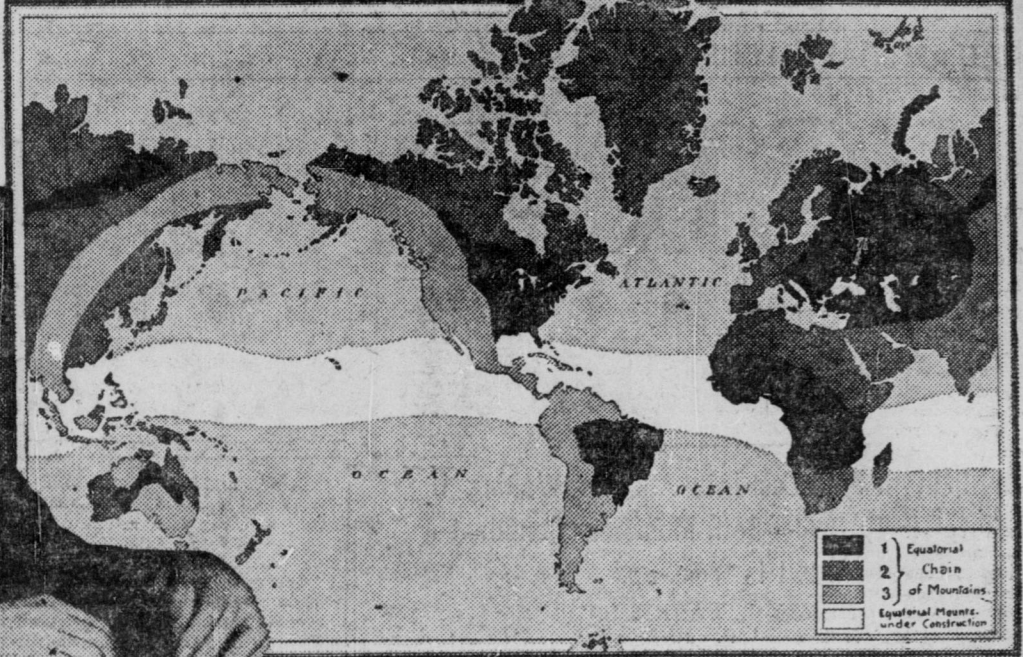 PACIFIC
ATLANTIC
OCEAN
OCEAN
1 Equatorial
2 Chain
3 of Mountains.
Equatorial Mounts.
under Construction